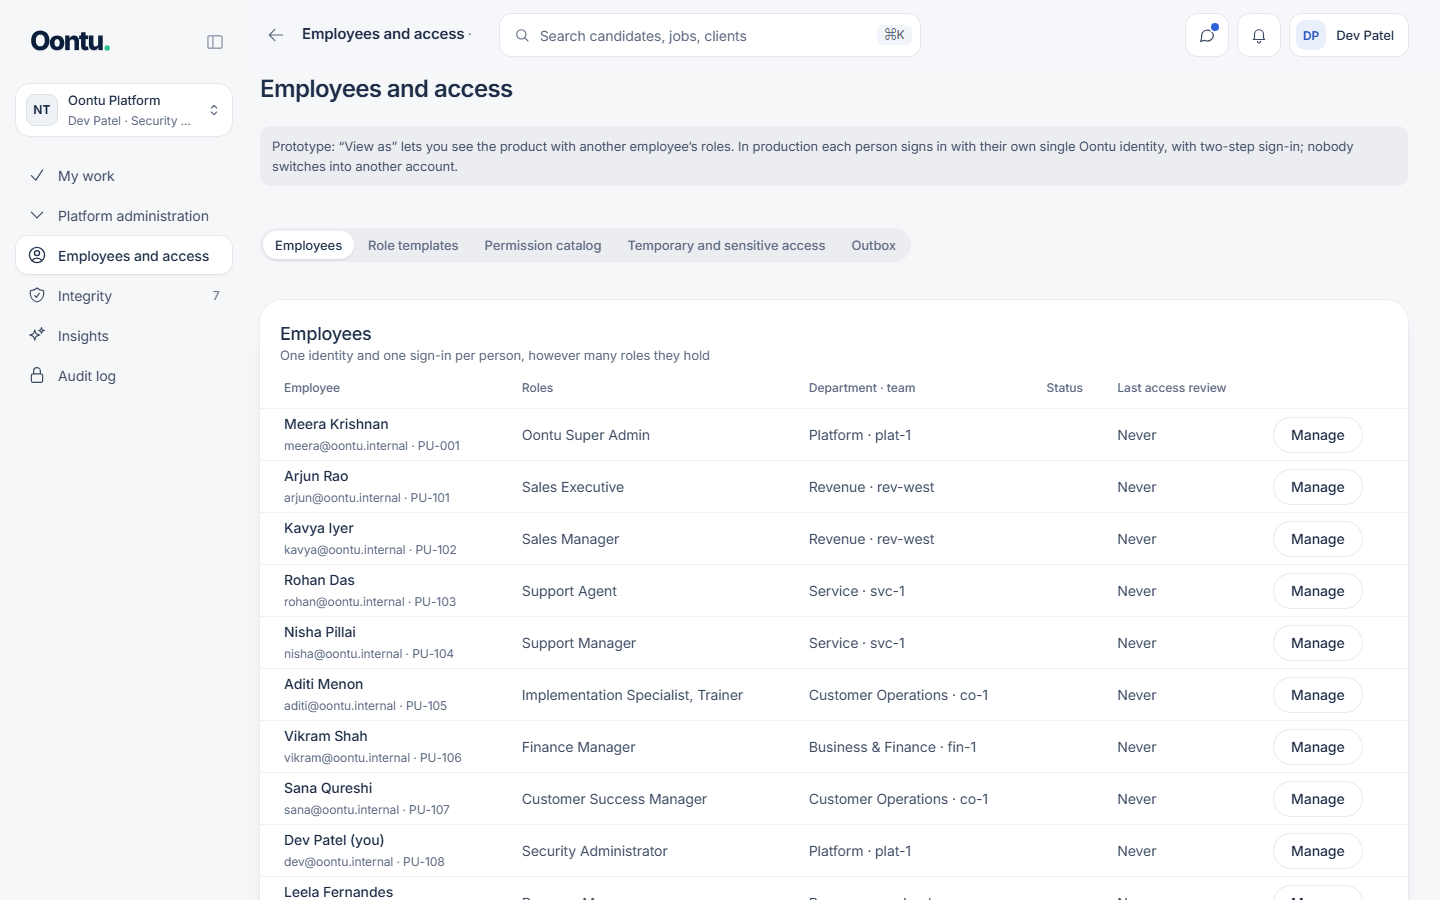 Oontu.
Employees and access ·
Search candidates, jobs, clients
⌘K
DP
Dev Patel
NT
Oontu Platform
Dev Patel · Security ...
My work
Platform administration
Employees and access
Integrity
7
Insights
Audit log
Employees and access
Prototype: “View as” lets you see the product with another employee’s roles. In production each person signs in with their own single Oontu identity, with two-step sign-in; nobody
switches into another account.
Employees
Role templates
Permission catalog
Temporary and sensitive access
Outbox
Employees
One identity and one sign-in per person, however many roles they hold
Employee
Roles
Department · team
Status
Last access review
Meera Krishnan
meera@oontu.internal · PU-001
Oontu Super Admin
Platform · plat-1
Never
Manage
Arjun Rao
arjun@oontu.internal · PU-101
Sales Executive
Revenue · rev-west
Never
Manage
Kavya Iyer
kavya@oontu.internal · PU-102
Sales Manager
Revenue · rev-west
Never
Manage
Rohan Das
rohan@oontu.internal · PU-103
Support Agent
Service · svc-1
Never
Manage
Nisha Pillai
nisha@oontu.internal · PU-104
Support Manager
Service · svc-1
Never
Manage
Aditi Menon
aditi@oontu.internal · PU-105
Implementation Specialist, Trainer
Customer Operations · co-1
Never
Manage
Vikram Shah
vikram@oontu.internal · PU-106
Finance Manager
Business & Finance · fin-1
Never
Manage
Sana Qureshi
sana@oontu.internal · PU-107
Customer Success Manager
Customer Operations · co-1
Never
Manage
Dev Patel (you)
dev@oontu.internal · PU-108
Security Administrator
Platform · plat-1
Never
Manage
Leela Fernandes